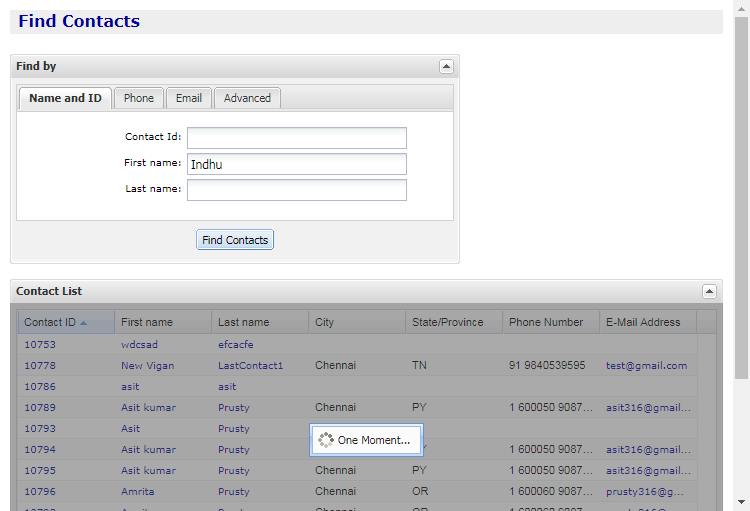 Find Contacts
Find by
Name and ID Phone Email Advanced
Contact Id:
First name: Indhu
Last name:
Find Contacts
Contact List
Contact ID First name Last name City State/Province Phone Number E-Mail Address
10753 wdcsad efcacfe
10778 New Vigan LastContact1 Chennai TN 91 9840539595 test@gmail.com
10786 asit asit
10789 Asit kumar Prusty Chennai PY 1 600050 9087... asit316@gmail...
10793 Asit Prusty
One Moment...
10794 Asit kumar Prusty 1 600050 9087... asit316@gmail...
10795 Asit kumar Prusty Chennai PY 1 600050 9087... asit316@gmail...
10796 Amrita Prusty Chennai OR 1 600060 9087... prusty316@g...